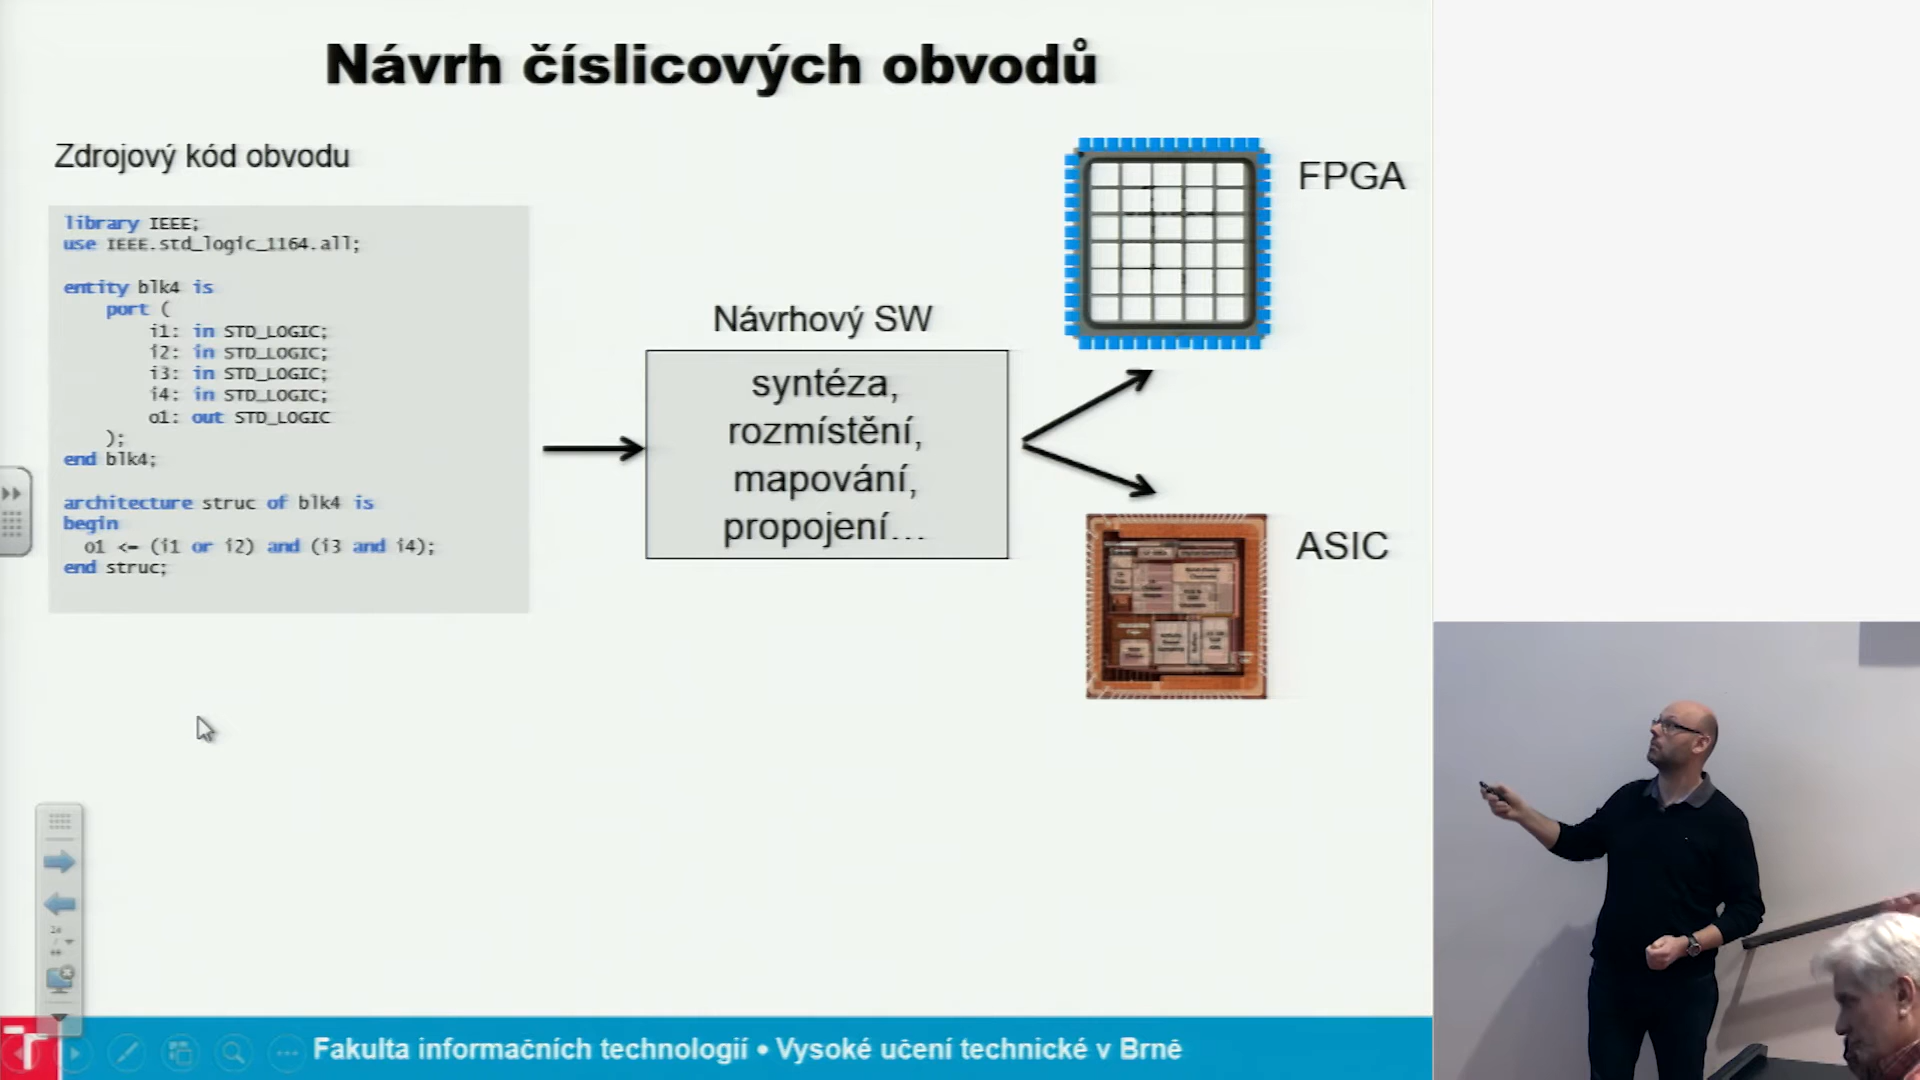 Návrh číslicových obvodů
Zdrojový kód obvodu
library IEEE;
use IEEE.std_logic_1164.all;
entity blk4 is
port (
i1: in STD_LOGIC;
i2: in STD_LOGIC;
i3: in STD_LOGIC;
i4: in STD_LOGIC;
o1: out STD_LOGIC
);
end blk4;
architecture struc of blk4 is
begin
o1 <= (i1 or i2) and (i3 and i4);
end struc;
Návrhový SW
syntéza,
rozmístění,
mapování,
propojení...
FPGA
ASIC
Fakulta informačních technologií • Vysoké učení technické v Brně